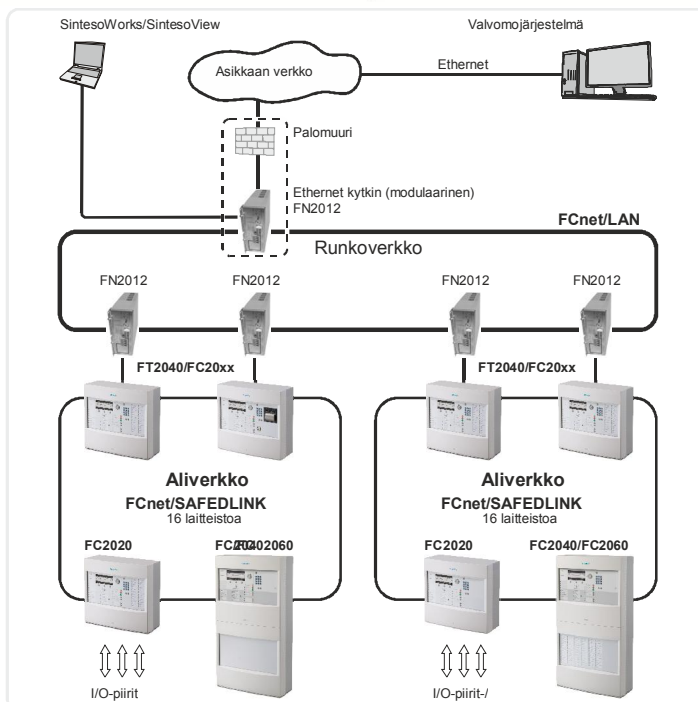 SintesoWorks/SintesoView
Valvomojärjestelmä
Asikkaan verkko
Ethernet
Palomuuri
Ethernet kytkin (modulaarinen)
FN2012
FCnet/LAN
Runkoverkko
FN2012
FN2012
FN2012
FN2012
FT2040/FC20xx
FT2040/FC20xx
Aliverkko
FCnet/SAFEDLINK
16 laitteistoa
Aliverkko
FCnet/SAFEDLINK
16 laitteistoa
FC2020
FC2020
FC2040/FC2060
I/O-piirit
I/O-piirit-/